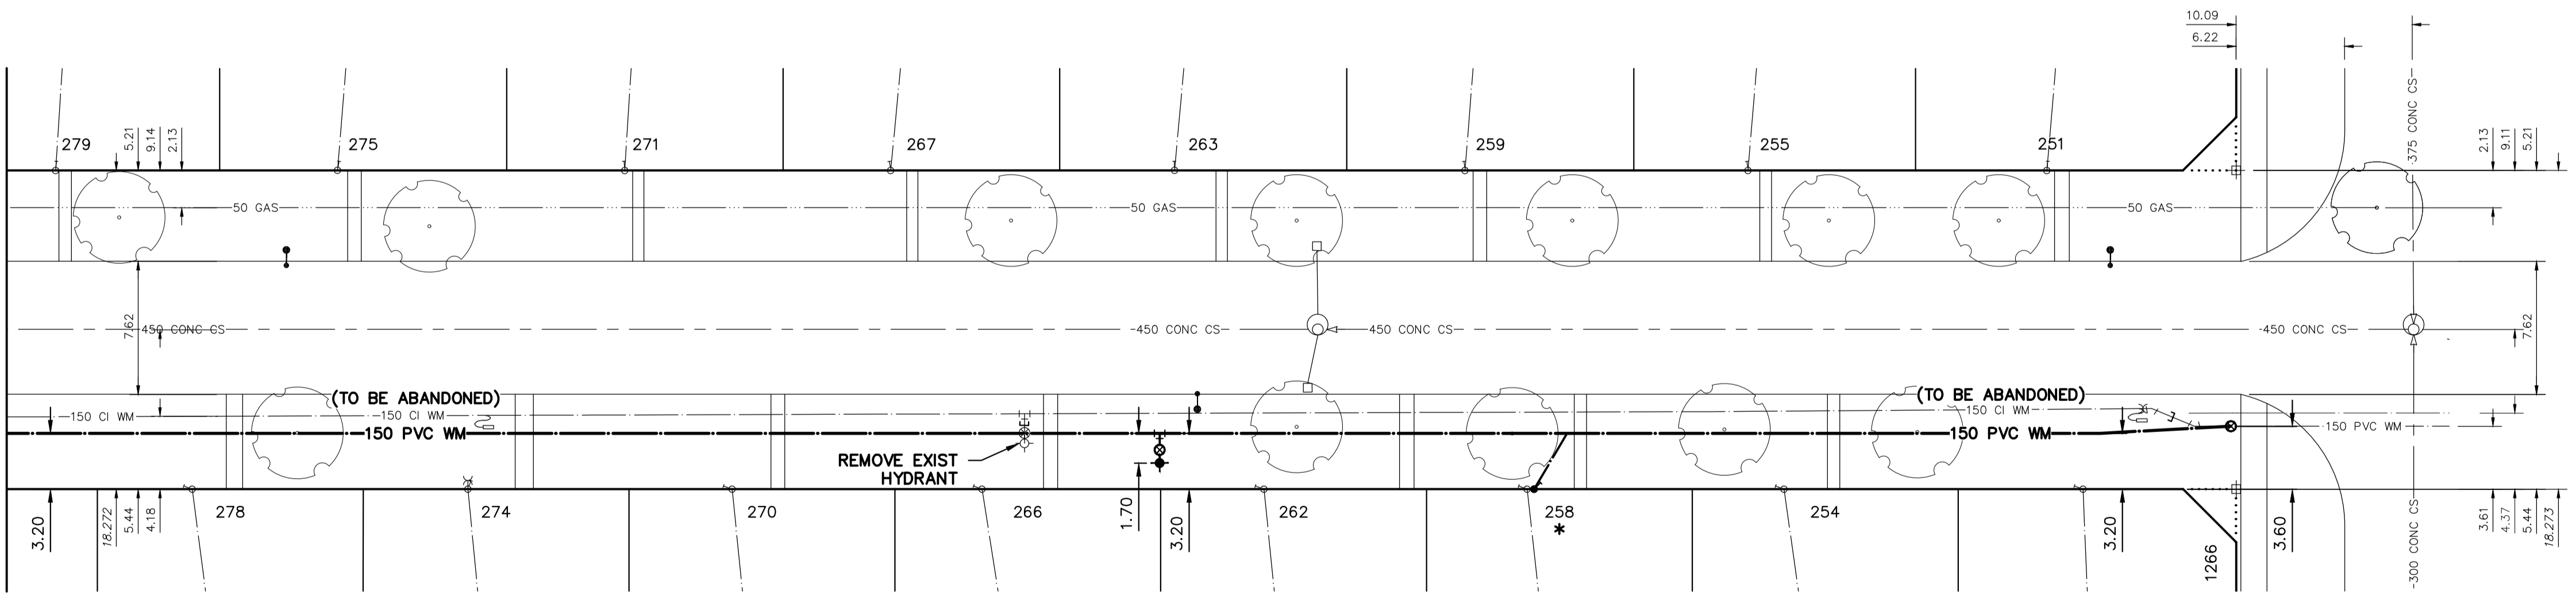 10.09
6.22
279
5.21
9.14
2.13
275
271
267
263
259
255
251
375 CONC CS
2.13
9.11
5.21
50 GAS
50 GAS
50 GAS
7.62
450 CONC CS
450 CONC CS
450 CONC CS
450 CONC CS
7.62
(TO BE ABANDONED)
(TO BE ABANDONED)
150 CI WM
150 CI WM
150 CI WM
150 PVC WM
150 PVC WM
150 PVC WM
REMOVE EXIST
HYDRANT
3.20
18.272
5.44
4.18
278
274
270
266
1.70
3.20
262
258
*
254
3.20
1266
3.60
300 CONC CS
3.61
4.37
5.44
18.273